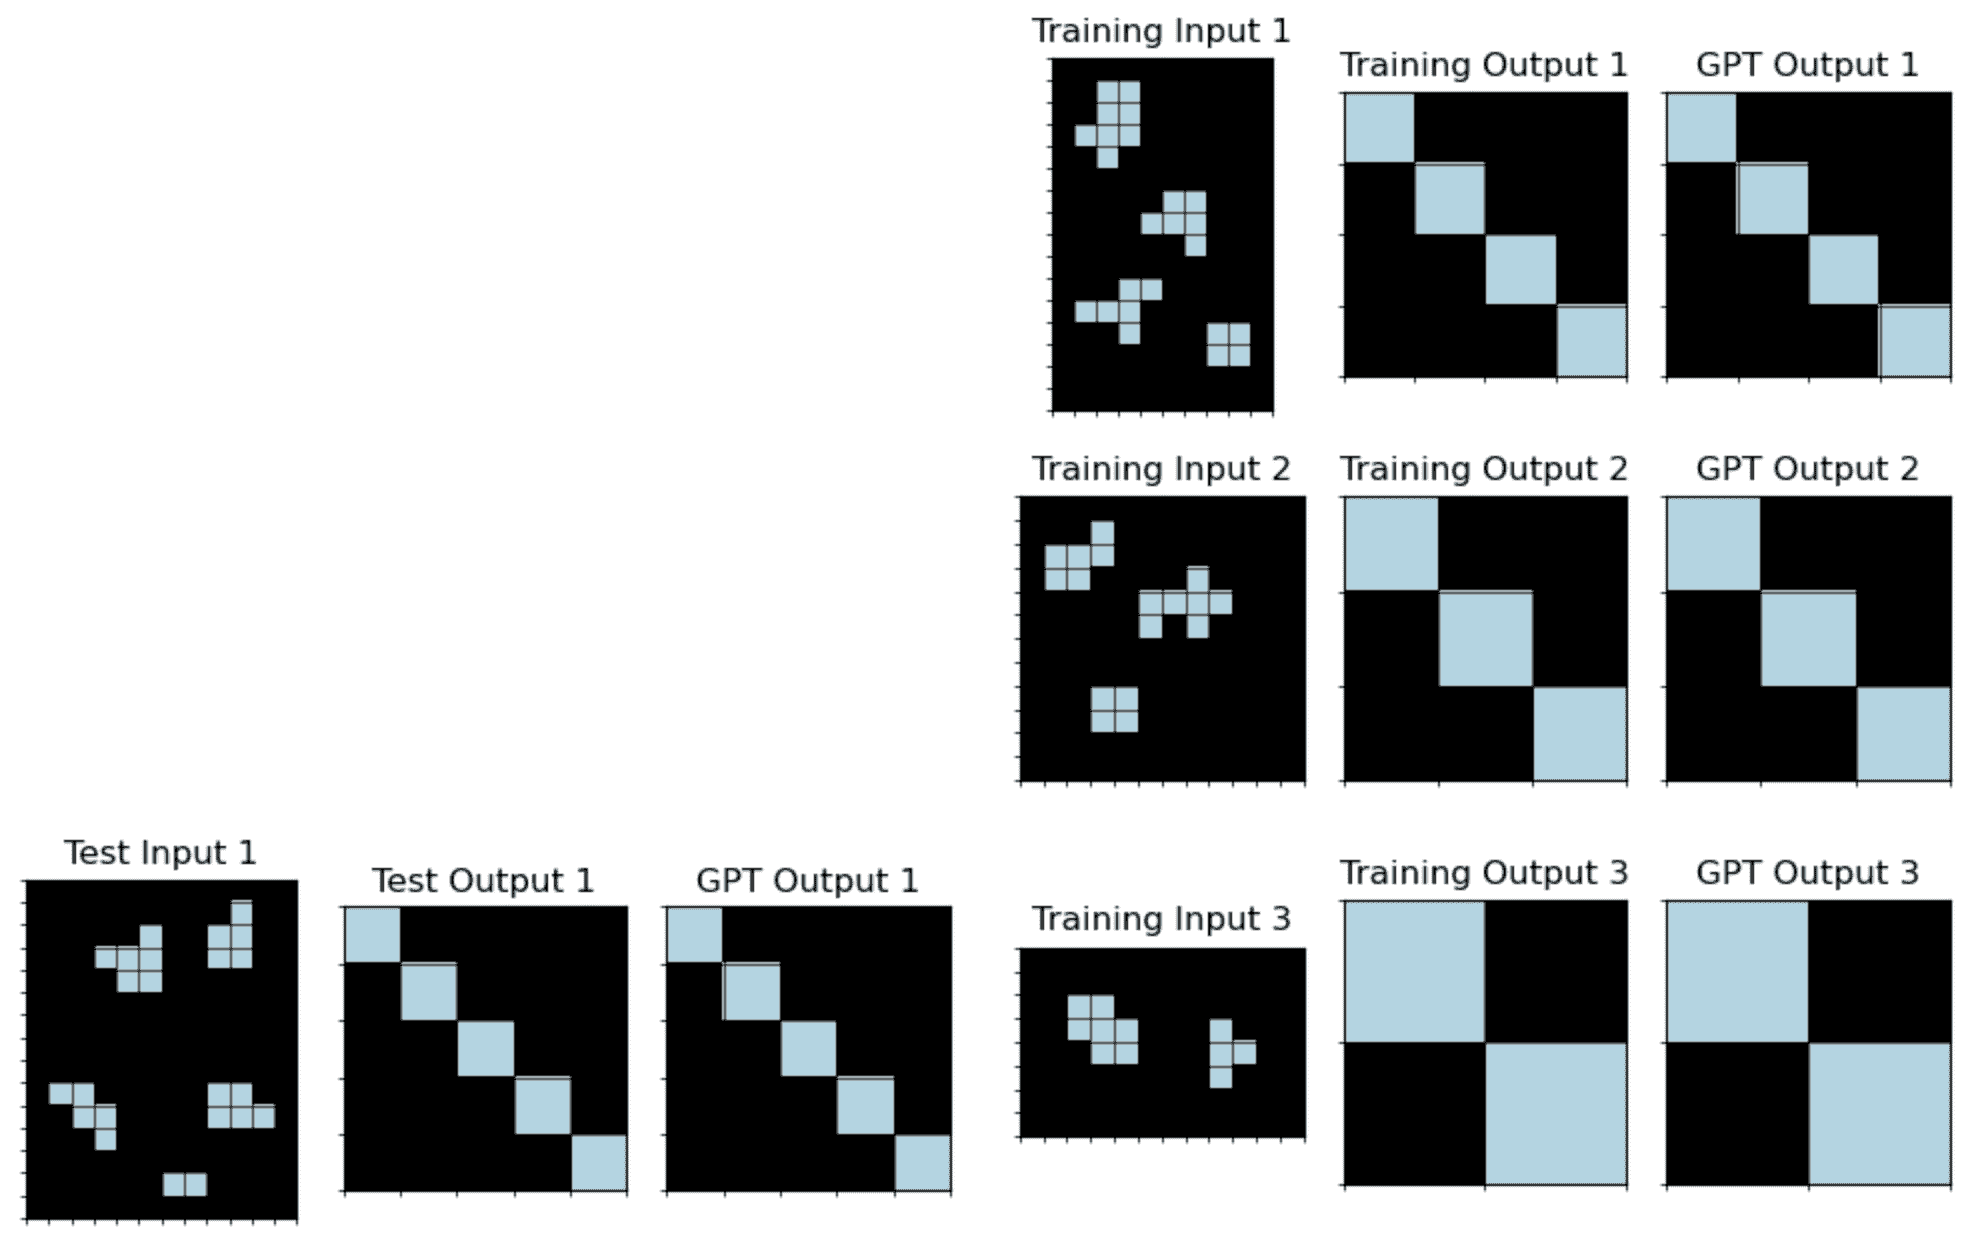 Training Input 1
Training Output 1
GPT Output 1
Training Input 2
Training Output 2
GPT Output 2
Test Input 1
Test Output 1
GPT Output 1
Training Input 3
Training Output 3
GPT Output 3